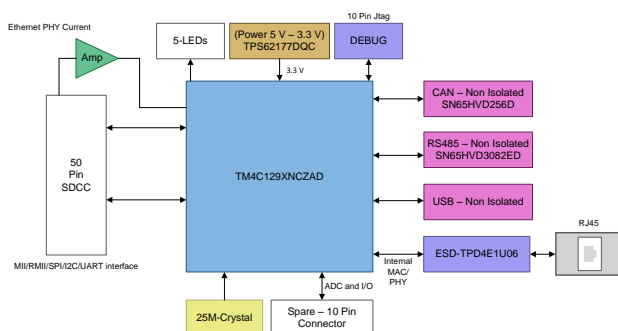 Ethernet PHY Current
Amp
5-LEDs
(Power 5 V – 3.3 V)
TPS62177DQC
10 Pin Jtag
DEBUG
3.3 V
50
Pin
SDCC
MII/RMII/SPI/I2C/UART interface
TM4C129XNCZAD
CAN – Non Isolated
SN65HVD256D
RS485 – Non Isolated
SN65HVD3082ED
USB – Non Isolated
RJ45
ESD-TPD4E1U06
Internal
MAC/
PHY
ADC and I/O
25M-Crystal
Spare – 10 Pin
Connector